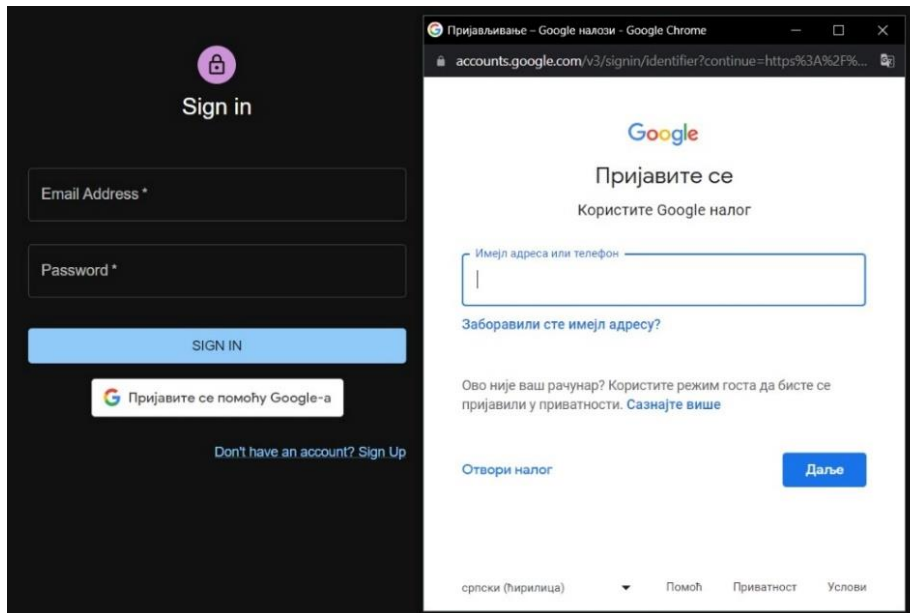 Sign in
Email Address *
Password *
SIGN IN
Пријавите се помоћу Google-а
Don't have an account? Sign Up
Пријављивање – Google налози - Google Chrome
accounts.google.com/v3/signin/identifier?continue=https%3A%2F%...
Google
Пријавите се
Користите Google налог
Имејл адреса или телефон
Заборавили сте имејл адресу?
Ово није ваш рачунар? Користите режим госта да бисте се
пријавили у приватности. Сазнајте више
Отвори налог
Даље
српски (ћирилица)
Помоћ Приватност Услови